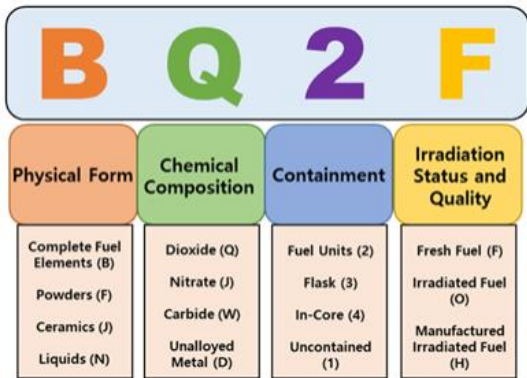 B Q 2 F
Physical Form
Chemical
Composition
Containment
Irradiation
Status and
Quality
Complete Fuel
Elements (B)
Powders (F)
Ceramics (J)
Liquids (N)
Dioxide (Q)
Nitrate (J)
Carbide (W)
Unalloyed
Metal (D)
Fuel Units (2)
Flask (3)
In-Core (4)
Uncontained
(1)
Fresh Fuel (F)
Irradiated Fuel
(O)
Manufactured
Irradiated Fuel
(H)